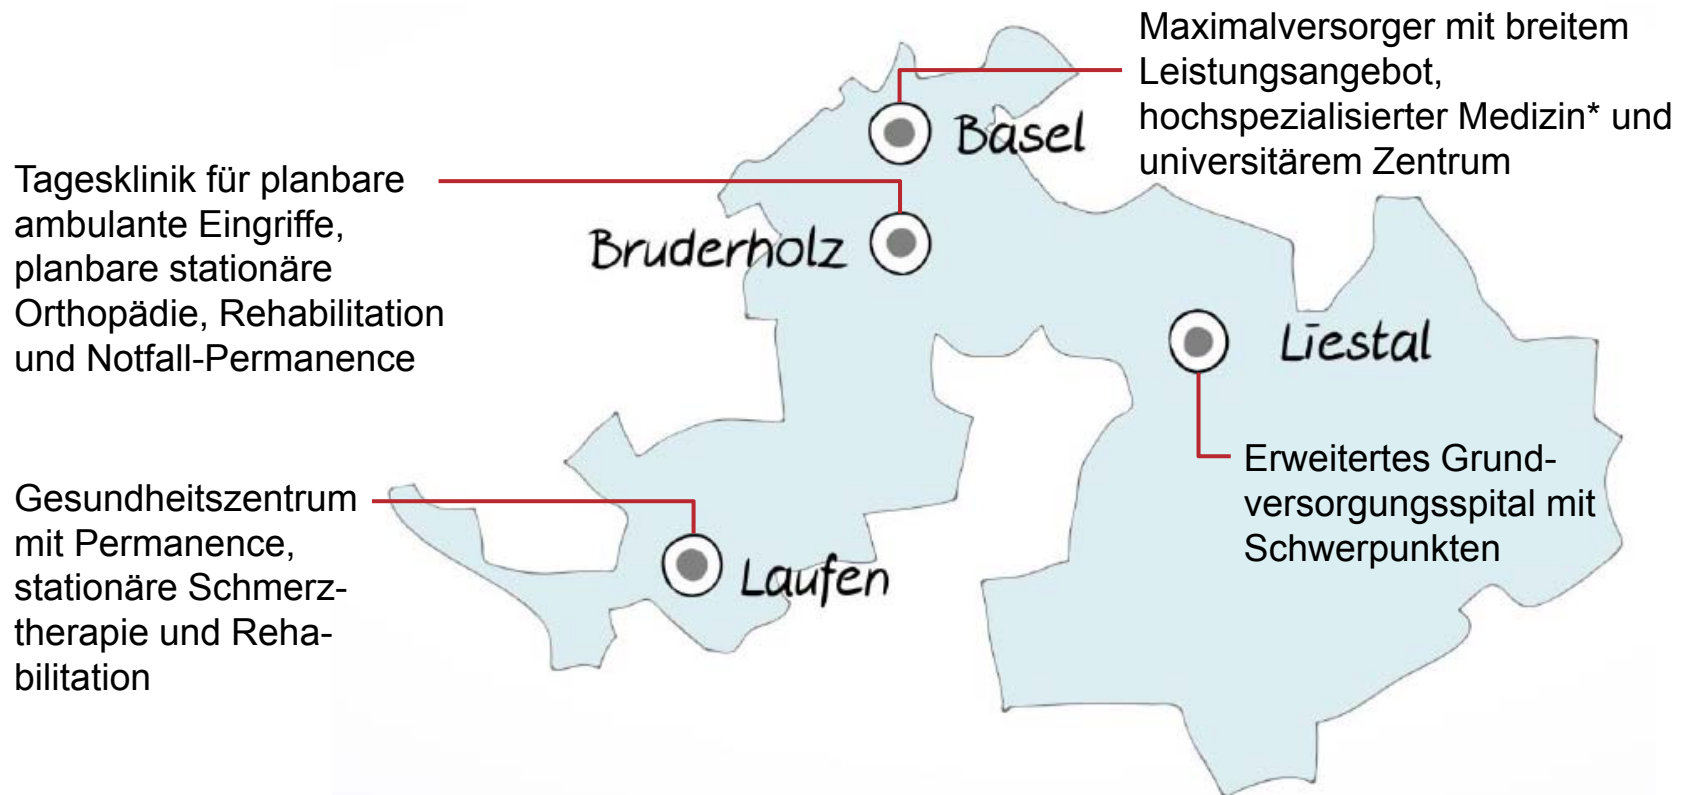 Maximalversorger mit breitem
Leistungsangebot,
hochspezialisierter Medizin* und
universitärem Zentrum
Basel
Tagesklinik für planbare
ambulante Eingriffe,
planbare stationäre
Orthopädie, Rehabilitation
und Notfall-Permanence
Bruderholz
Liestal
Erweitertes Grund-
versorgungsspital mit
Schwerpunkten
Gesundheitszentrum
mit Permanence,
stationäre Schmerz-
therapie und Reha-
bilitation
Laufen